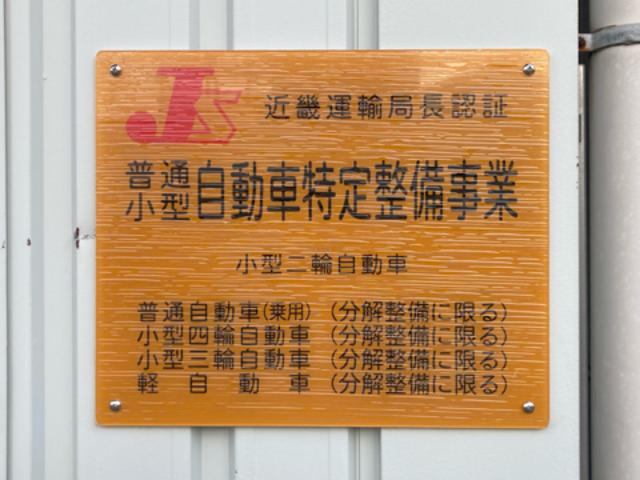 JS
近畿運輸局長認証
普通
小型
自動車特定整備事業
小型二輪自動車
普通自動車(乗用) (分解整備に限る)
小型四輪自動車 (分解整備に限る)
小型三輪自動車 (分解整備に限る)
軽自動車 (分解整備に限る)